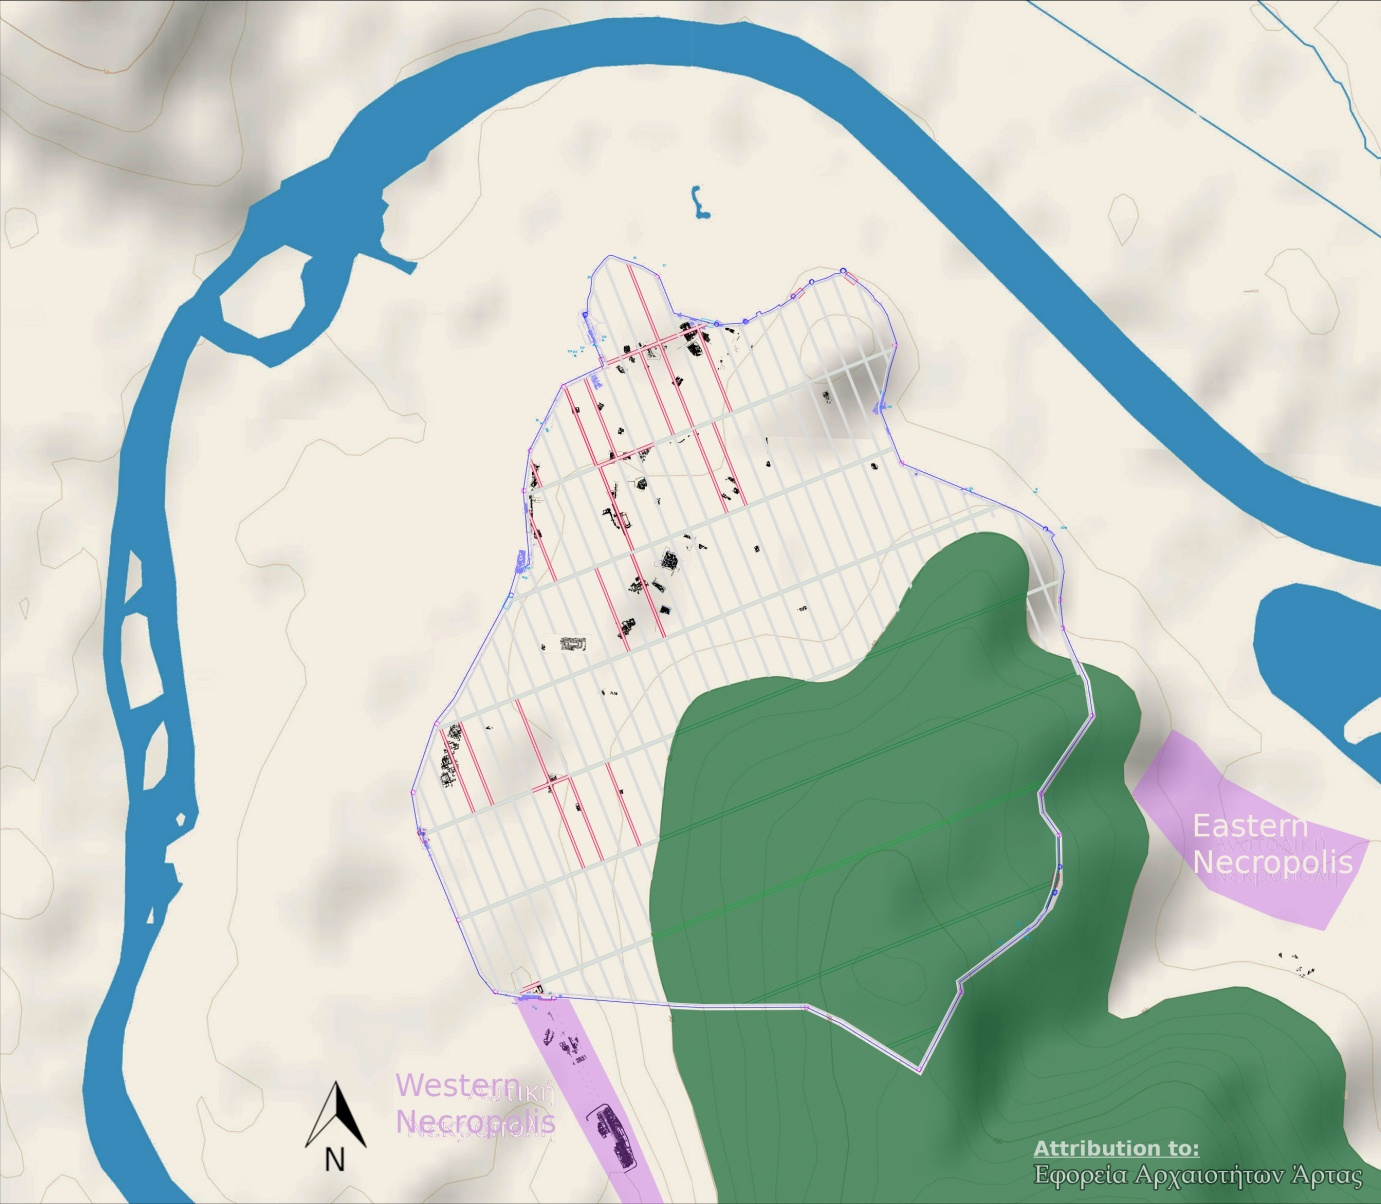 Eastern
Necropolis
Western
Necropolis
N
Attribution to:
Εφορεία Αρχαιοτήτων Άρτας